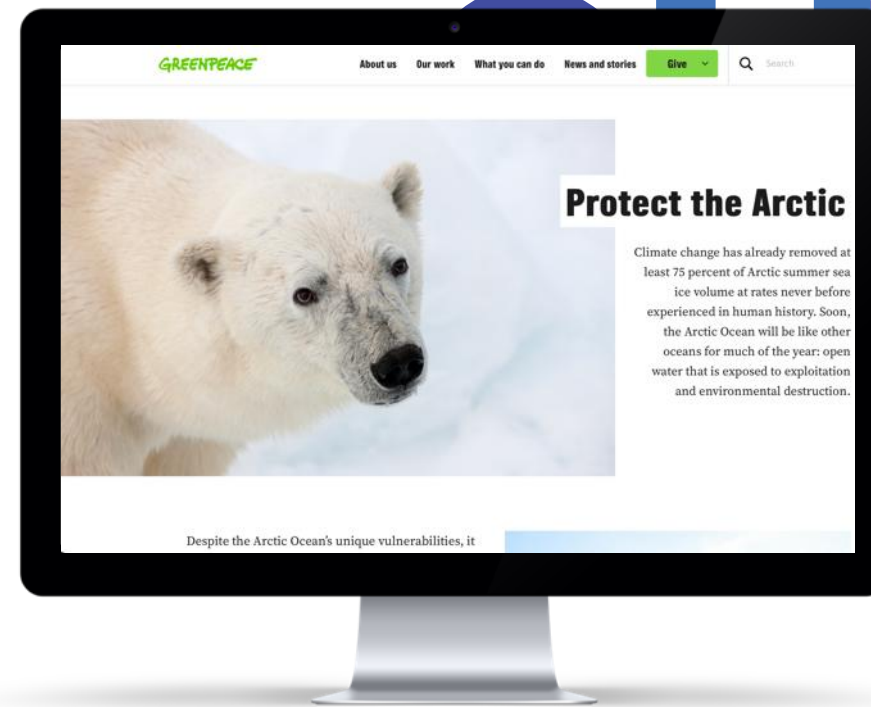 GREENPEACE
About us Our work What you can do News and stories Give Search
Protect the Arctic
Climate change has already removed at
least 75 percent of Arctic summer sea
ice volume at rates never before
experienced in human history. Soon,
the Arctic Ocean will be like other
oceans for much of the year: open
water that is exposed to exploitation
and environmental destruction.
Despite the Arctic Ocean’s unique vulnerabilities, it